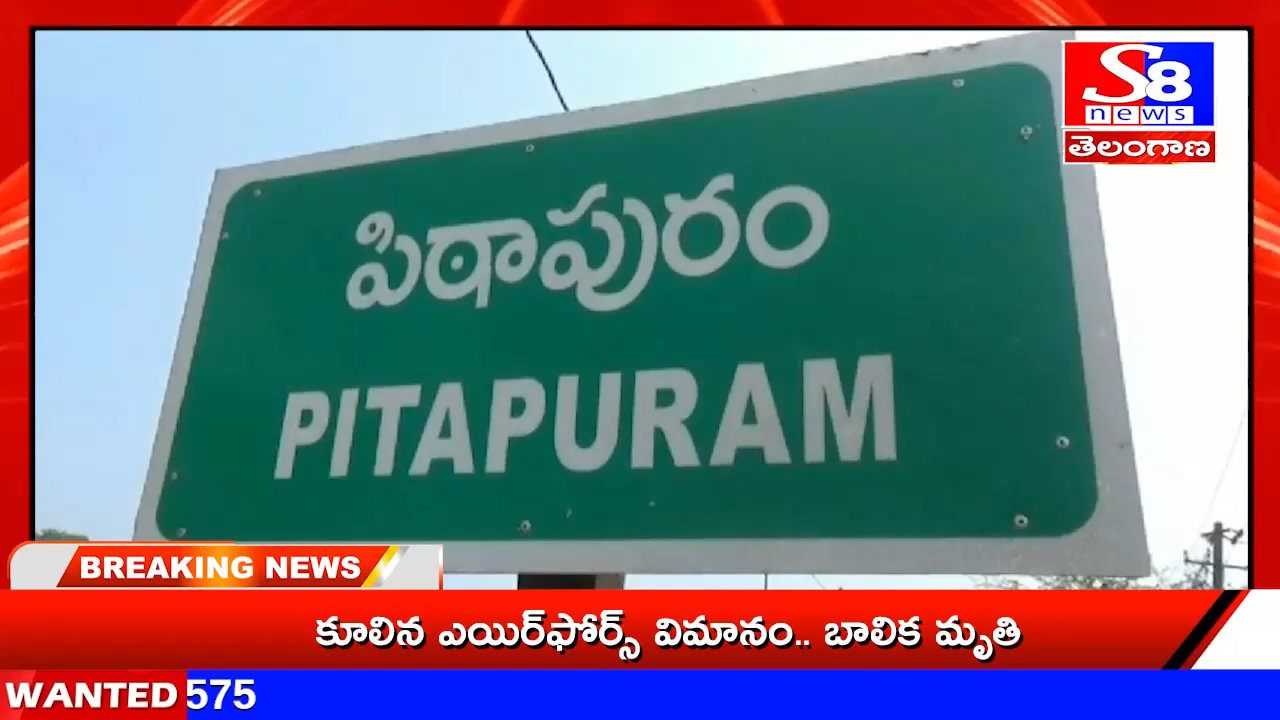 S8
news
తెలంగాణ
పిఠాపురం
PITAPURAM
BREAKING NEWS
కూలిన ఎయిర్‌ఫోర్స్ విమానం.. బాలిక మృతి
WANTED 575